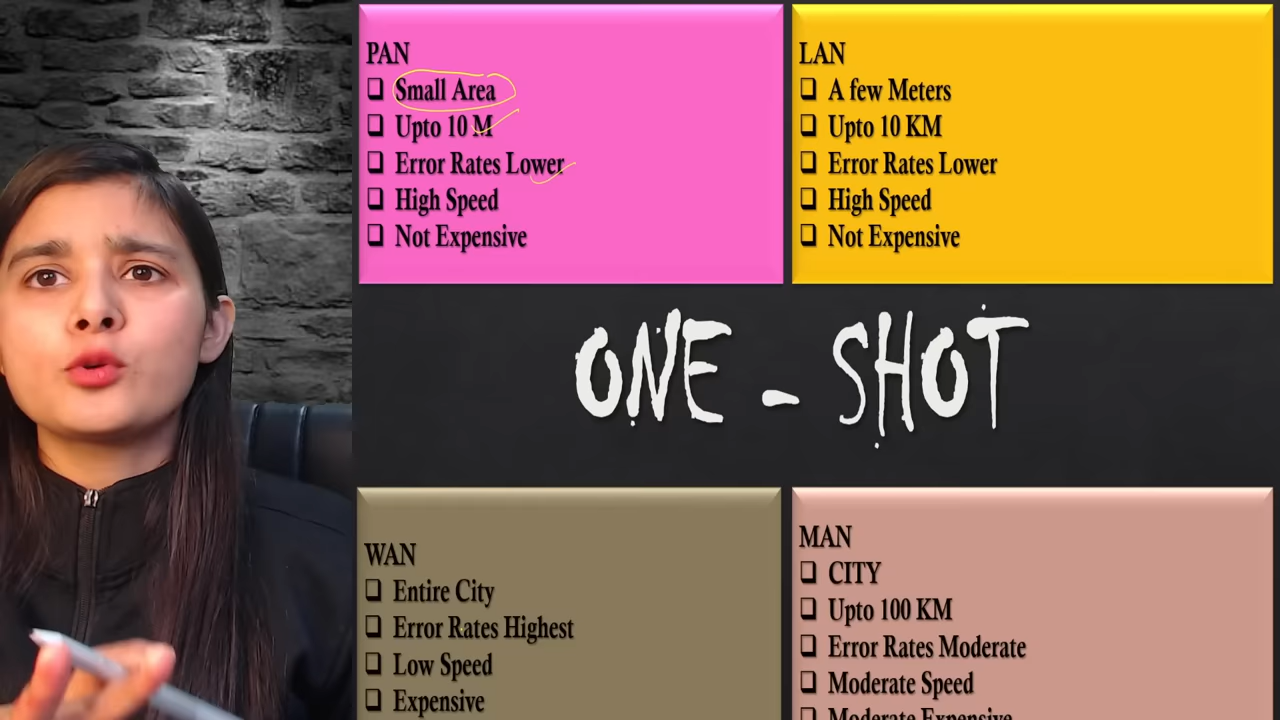 PAN
Small Area
Upto 10 M
Error Rates Lower
High Speed
Not Expensive
LAN
A few Meters
Upto 10 KM
Error Rates Lower
High Speed
Not Expensive
ONE - SHOT
WAN
Entire City
Error Rates Highest
Low Speed
Expensive
MAN
CITY
Upto 100 KM
Error Rates Moderate
Moderate Speed
Moderate Expensive